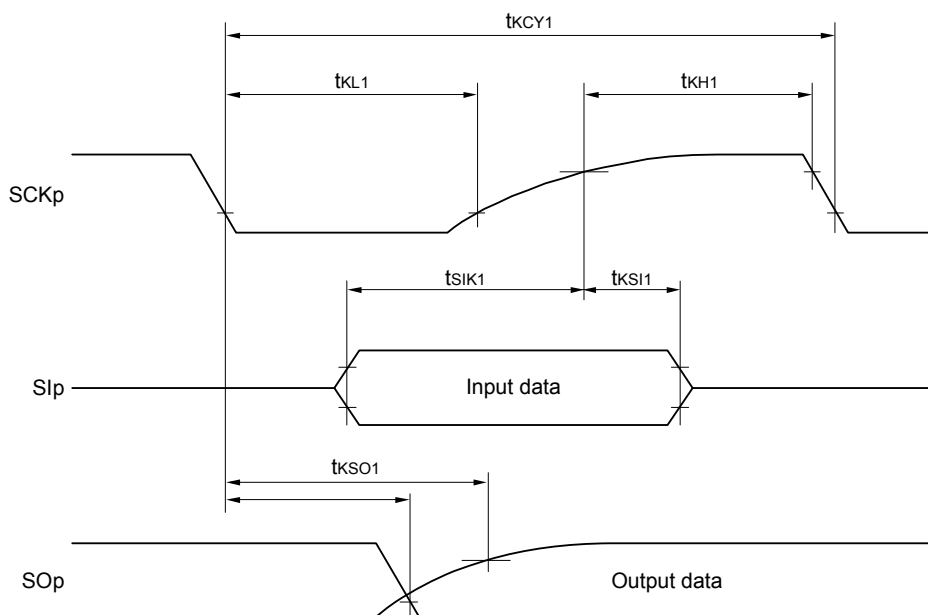 tKCY1
tKL1
tKH1
SCKp
tSIK1
tKSI1
SIp
Input data
tKSO1
SOp
Output data